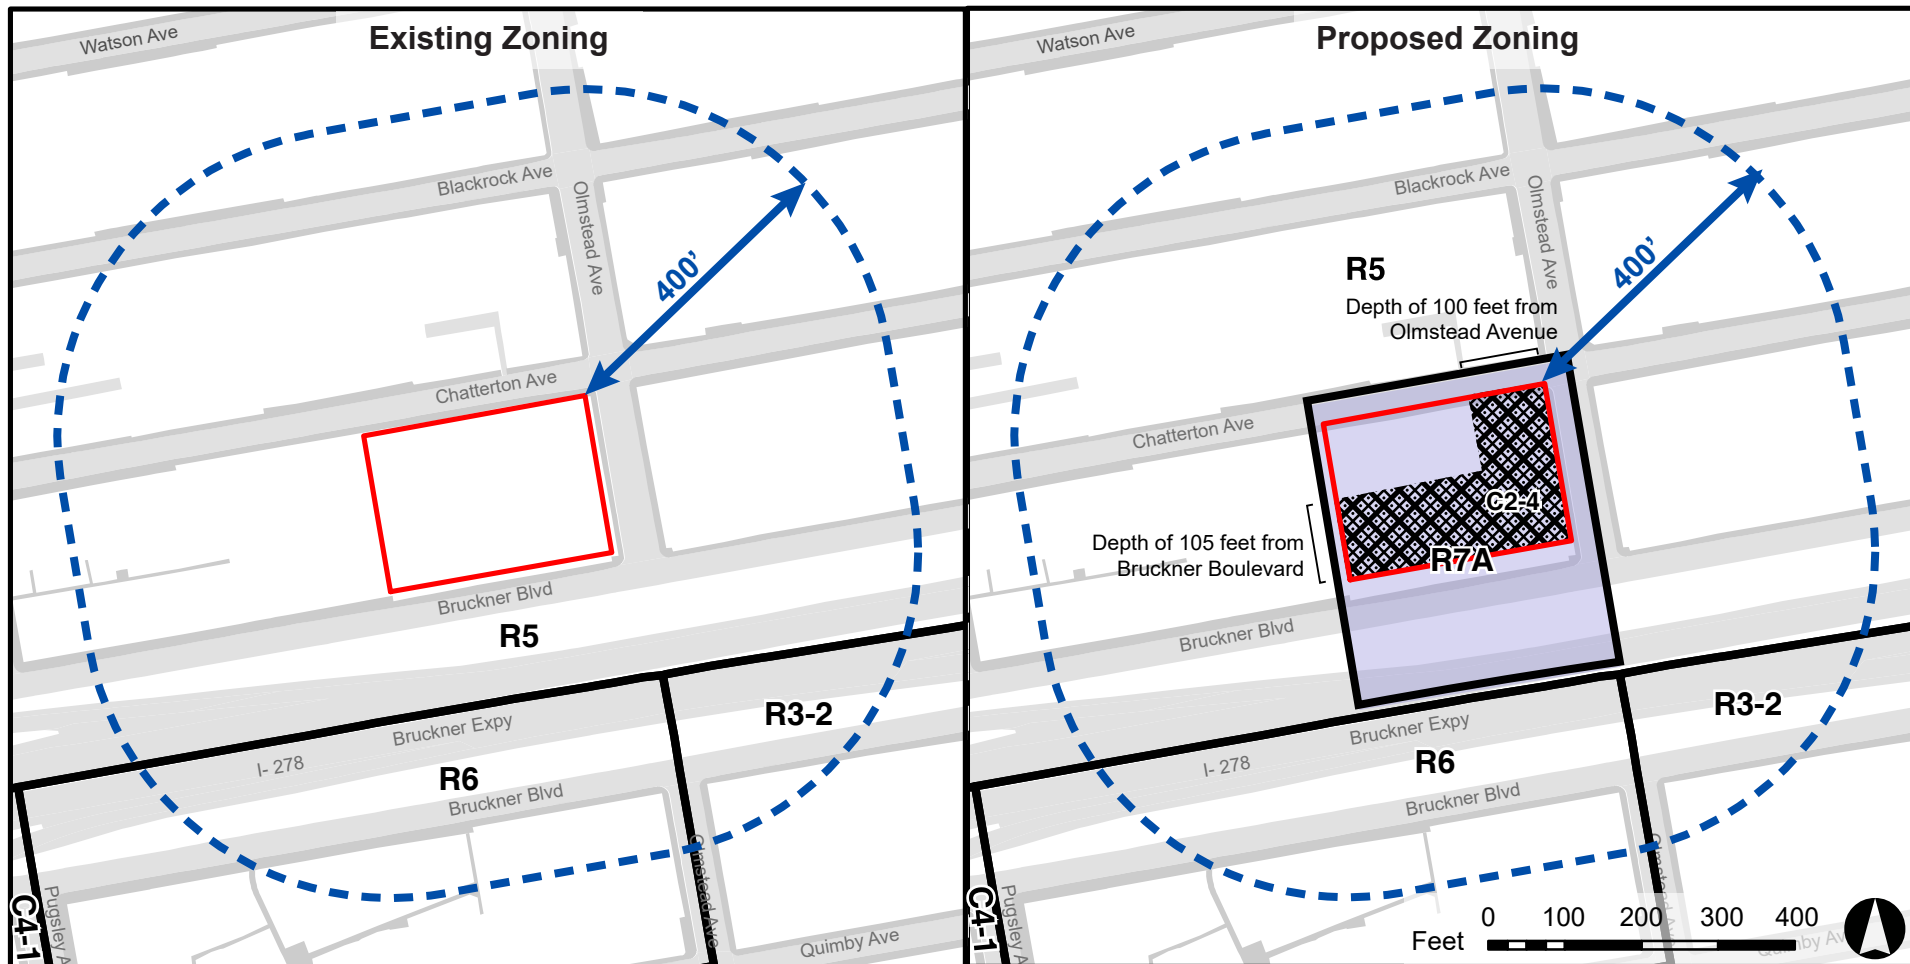 Existing Zoning
Watson Ave
Blackrock Ave
Olmstead Ave
400'
Chatterton Ave
Bruckner Blvd
R5
R3-2
Bruckner Expy
I- 278
R6
Bruckner Blvd
Olmstead Ave
C4-1
Pugsley A
Quimby Ave
Proposed Zoning
Watson Ave
Blackrock Ave
Olmstead Ave
R5
400'
Depth of 100 feet from
Olmstead Avenue
Chatterton Ave
C2-4
Depth of 105 feet from
Bruckner Boulevard
R7A
Bruckner Blvd
R3-2
Bruckner Expy
I- 278
R6
Bruckner Blvd
Olmstead Ave
C4-1
Pugsley A
Quimby Av
0 100 200 300 400
Feet